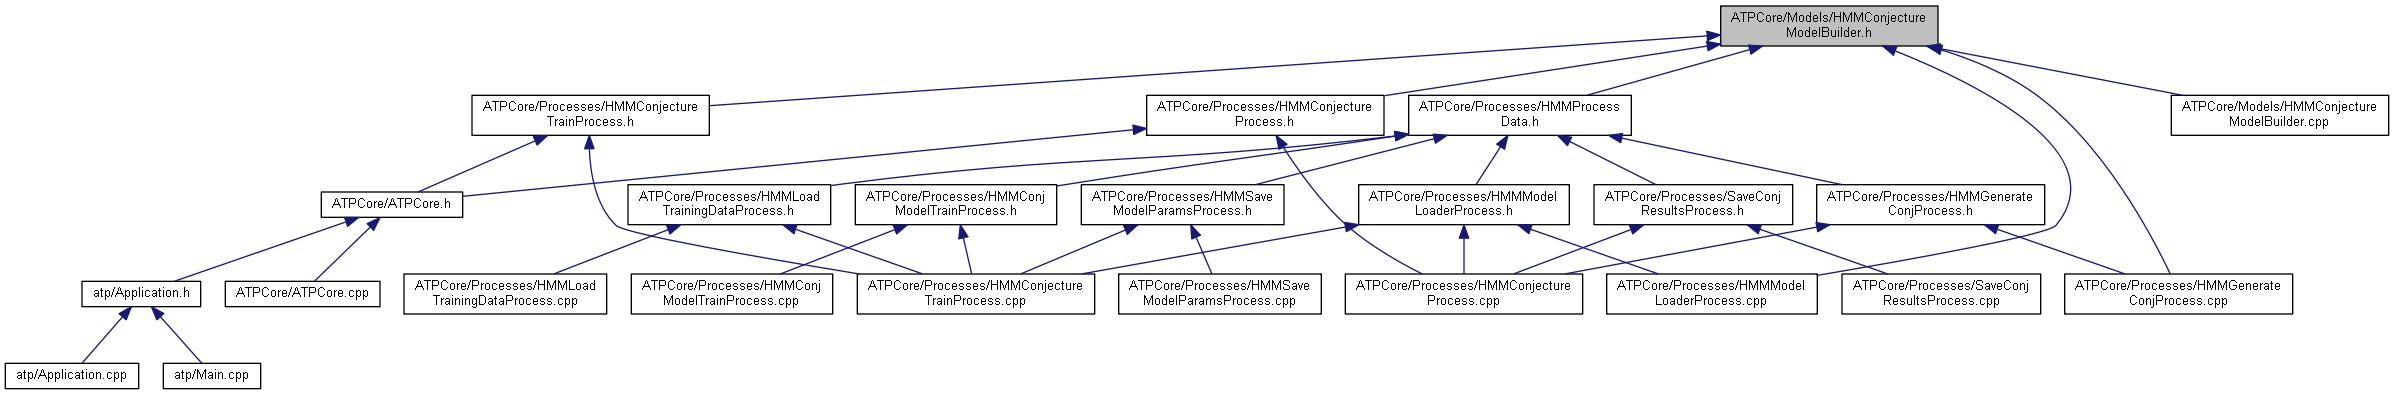 ATPCore/Models/HMMConjecture
ModelBuilder.h
ATPCore/Processes/HMMConjecture
TrainProcess.h
ATPCore/Processes/HMMConjecture
Process.h
ATPCore/Processes/HMMProcess
Data.h
ATPCore/Models/HMMConjecture
ModelBuilder.cpp
ATPCore/ATPCore.h
ATPCore/Processes/HMMLoad
TrainingDataProcess.h
ATPCore/Processes/HMMConj
ModelTrainProcess.h
ATPCore/Processes/HMMSave
ModelParamsProcess.h
ATPCore/Processes/HMMModel
LoaderProcess.h
ATPCore/Processes/SaveConj
ResultsProcess.h
ATPCore/Processes/HMMGenerate
ConjProcess.h
atp/Application.h
ATPCore/ATPCore.cpp
ATPCore/Processes/HMMLoad
TrainingDataProcess.cpp
ATPCore/Processes/HMMConj
ModelTrainProcess.cpp
ATPCore/Processes/HMMConjecture
TrainProcess.cpp
ATPCore/Processes/HMMSave
ModelParamsProcess.cpp
ATPCore/Processes/HMMConjecture
Process.cpp
ATPCore/Processes/HMMModel
LoaderProcess.cpp
ATPCore/Processes/SaveConj
ResultsProcess.cpp
ATPCore/Processes/HMMGenerate
ConjProcess.cpp
atp/Application.cpp
atp/Main.cpp